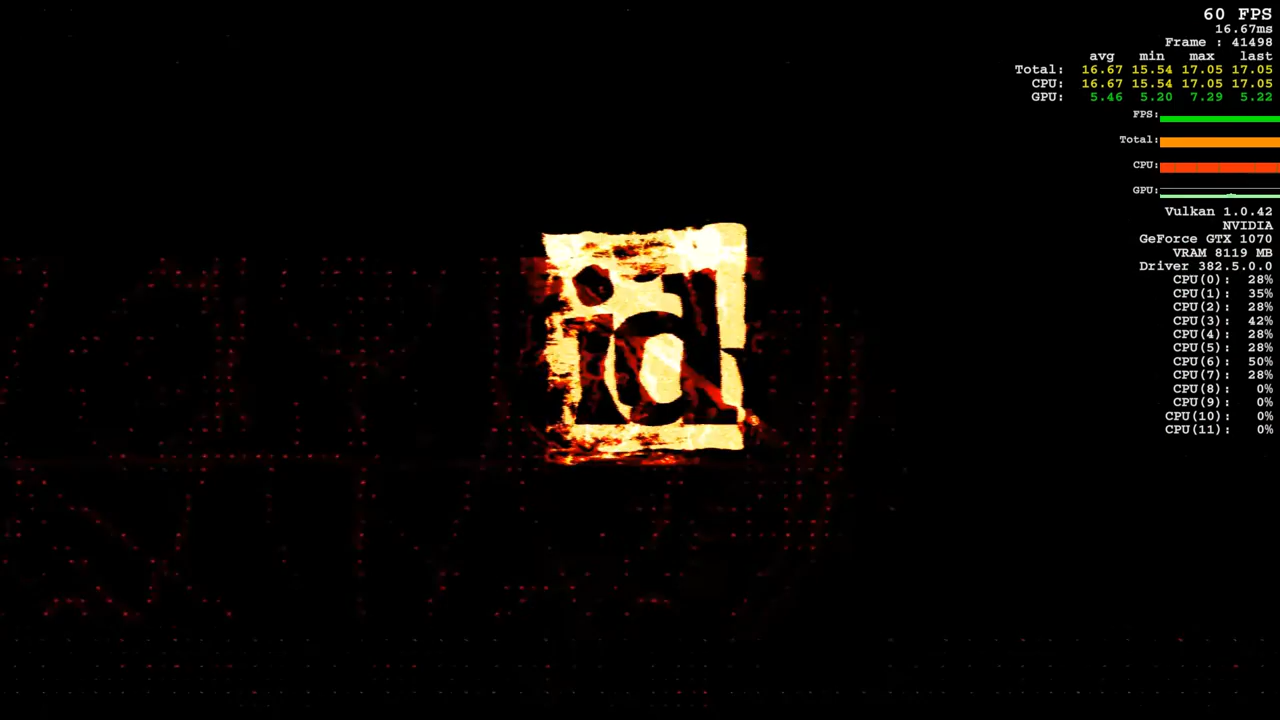 60 FPS
16.67ms
Frame : 41498
avg min max last
Total: 16.67 15.54 17.05 17.05
CPU: 16.67 15.54 17.05 17.05
GPU: 5.46 5.20 7.29 5.22
FPS:
Total:
CPU:
GPU:
Vulkan 1.0.42
NVIDIA
GeForce GTX 1070
VRAM 8119 MB
Driver 382.5.0.0
CPU(0): 28%
CPU(1): 35%
CPU(2): 28%
CPU(3): 42%
CPU(4): 28%
CPU(5): 28%
CPU(6): 50%
CPU(7): 28%
CPU(8): 0%
CPU(9): 0%
CPU(10): 0%
CPU(11): 0%
id